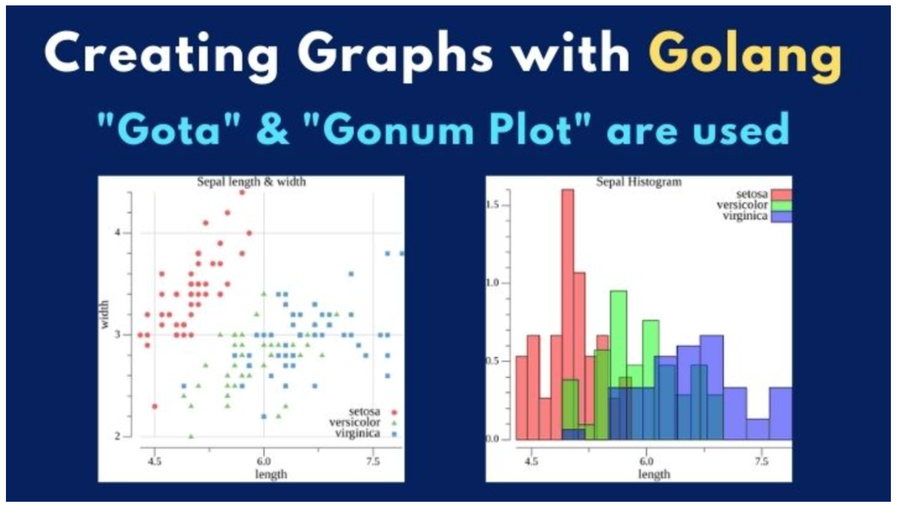 Creating Graphs with Golang
"Gota" & "Gonum Plot" are used
Sepal length & width
4
3
2
width
4.5 6.0 7.5
length
setosa
versicolor
virginica
Sepal Histogram
1.5
1.0
0.5
0.0
4.5 6.0 7.5
length
setosa
versicolor
virginica